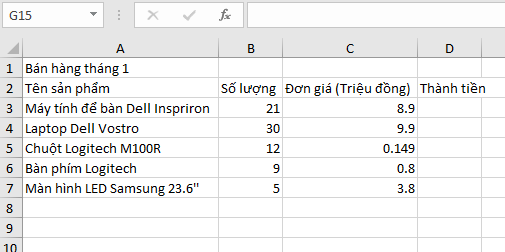 G15 fx
A B C D
1 Bán hàng tháng 1
2 Tên sản phẩm Số lượng Đơn giá (Triệu đồng) Thành tiền
3 Máy tính để bàn Dell Inspriron 21 8.9
4 Laptop Dell Vostro 30 9.9
5 Chuột Logitech M100R 12 0.149
6 Bàn phím Logitech 9 0.8
7 Màn hình LED Samsung 23.6" 5 3.8
8
9
10